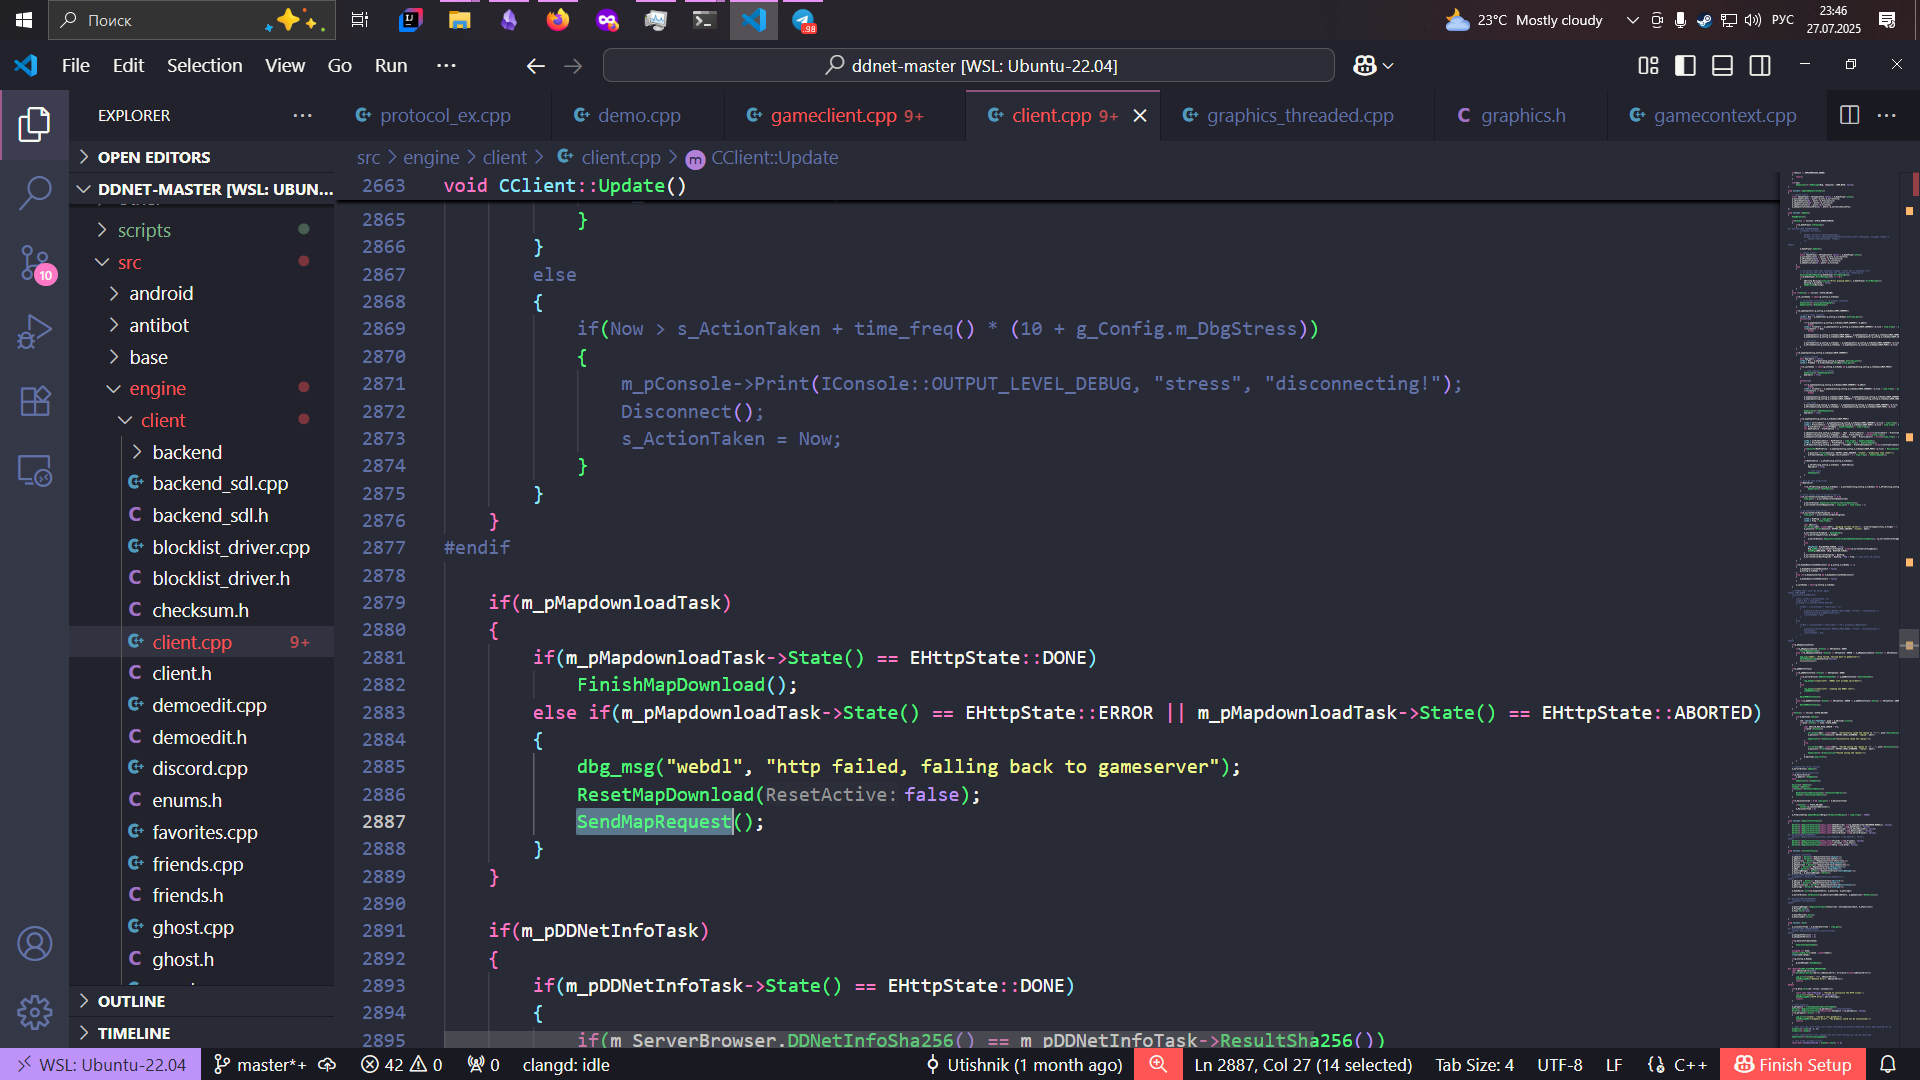 Поиск
.98
23°C Mostly cloudy
РУС
23:46
27.07.2025
File Edit Selection View Go Run ···
ddnet-master [WSL: Ubuntu-22.04]
EXPLORER
protocol_ex.cpp
demo.cpp
gameclient.cpp 9+
client.cpp 9+
graphics_threaded.cpp
graphics.h
gamecontext.cpp
OPEN EDITORS
DDNET-MASTER [WSL: UBUN...
scripts
src
android
antibot
base
engine
client
backend
backend_sdl.cpp
backend_sdl.h
blocklist_driver.cpp
blocklist_driver.h
checksum.h
client.cpp 9+
client.h
demoedit.cpp
demoedit.h
discord.cpp
enums.h
favorites.cpp
friends.cpp
friends.h
ghost.cpp
ghost.h
OUTLINE
TIMELINE
10
src > engine > client > client.cpp > CClient::Update
2663 void CClient::Update()
2865 }
2866 }
2867 else
2868 {
2869 if(Now > s_ActionTaken + time_freq() * (10 + g_Config.m_DbgStress))
2870 {
2871 m_pConsole->Print(IConsole::OUTPUT_LEVEL_DEBUG, "stress", "disconnecting!");
2872 Disconnect();
2873 s_ActionTaken = Now;
2874 }
2875 }
2876 }
2877 #endif
2878
2879 if(m_pMapdownloadTask)
2880 {
2881 if(m_pMapdownloadTask->State() == EHttpState::DONE)
2882 FinishMapDownload();
2883 else if(m_pMapdownloadTask->State() == EHttpState::ERROR || m_pMapdownloadTask->State() == EHttpState::ABORTED)
2884 {
2885 dbg_msg("webdl", "http failed, falling back to gameserver");
2886 ResetMapDownload(ResetActive: false);
2887 SendMapRequest();
2888 }
2889 }
2890
2891 if(m_pDDNetInfoTask)
2892 {
2893 if(m_pDDNetInfoTask->State() == EHttpState::DONE)
2894 {
2895 if(m_ServerBrowser.DDNetInfoSha256() == m_pDDNetInfoTask->ResultSha256())
WSL: Ubuntu-22.04 master*+ 42 0 0 clangd: idle Utishnik (1 month ago) Ln 2887, Col 27 (14 selected) Tab Size: 4 UTF-8 LF C++ Finish Setup